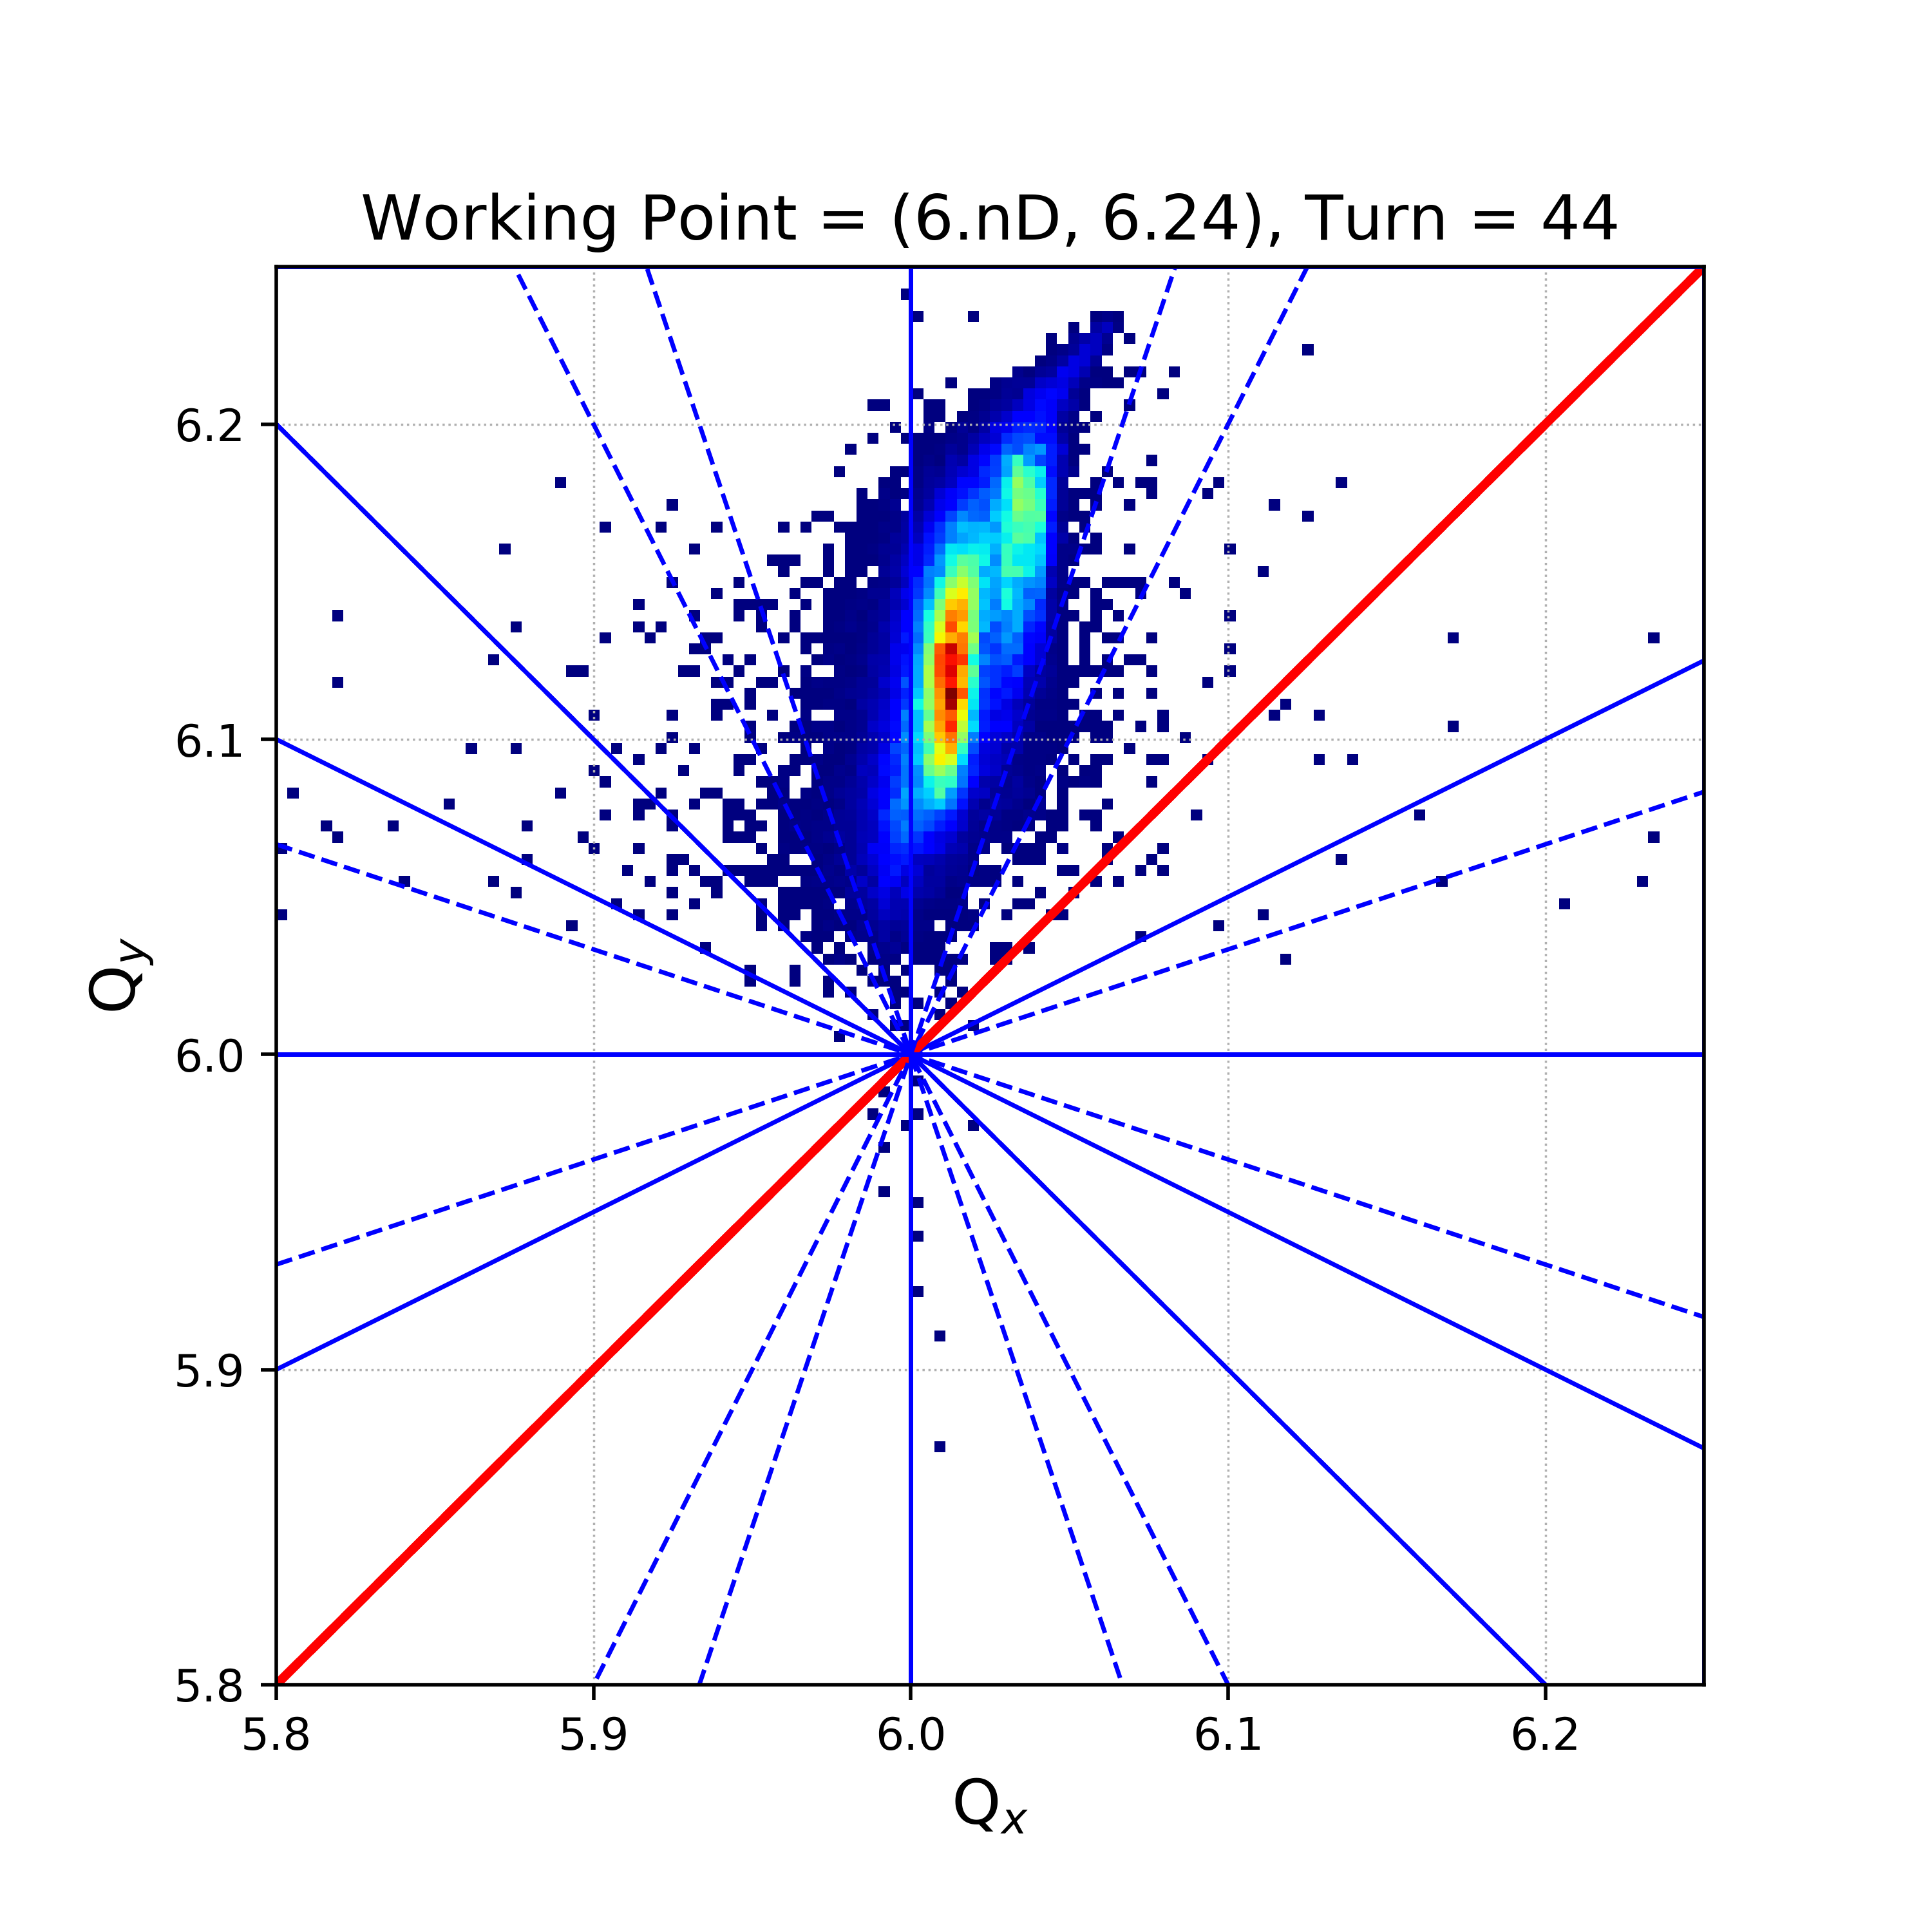 Working Point = (6.nD, 6.24), Turn = 44
6.2
6.1
6.0
5.9
5.8
Qy
5.8 5.9 6.0 6.1 6.2
Qx